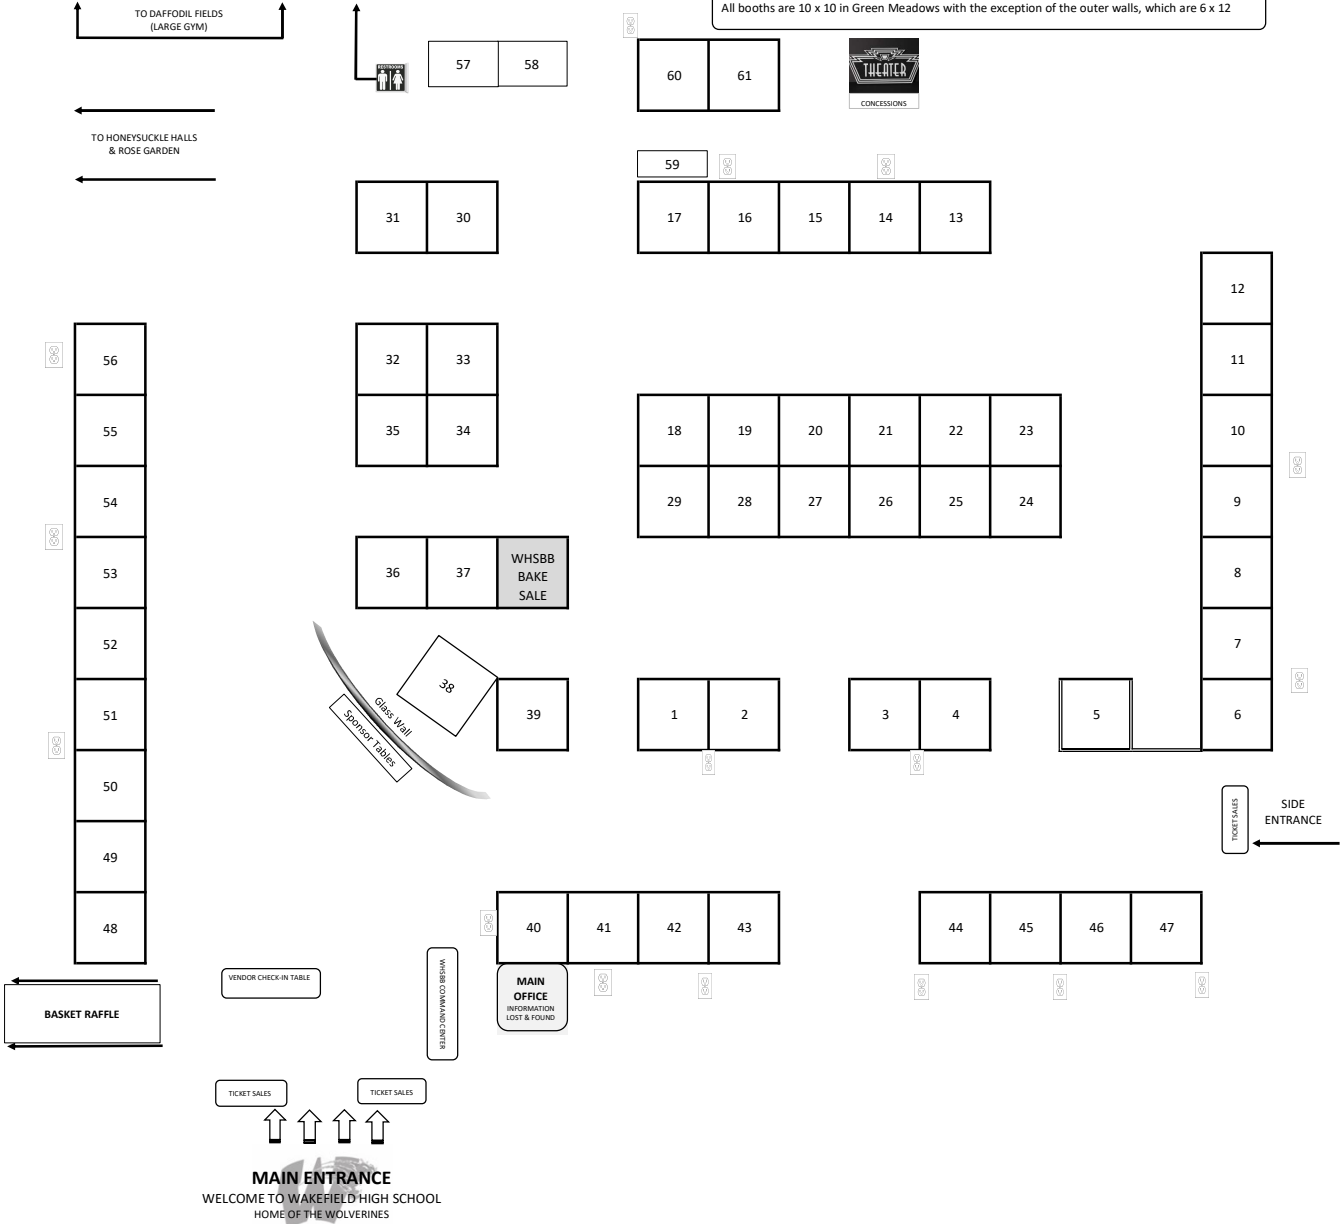 All booths are 10 x 10 in Green Meadows with the exception of the outer walls, which are 6 x 12
TO DAFFODIL FIELDS
(LARGE GYM)
RESTROOMS
57 58
60 61
THEATER
CONCESSIONS
TO HONEYSUCKLE HALLS
& ROSE GARDEN
59
31 30
17 16 15 14 13
12
56
32 33
11
55
35 34
18 19 20 21 22 23
10
54
29 28 27 26 25 24
9
53
36 37
WHSBB
BAKE
SALE
8
52
7
38
Glass Wall
Sponsor Tables
51
39
1 2
3 4
5
6
50
TICKET SALES
SIDE
ENTRANCE
49
48
40 41 42 43
44 45 46 47
VENDOR CHECK-IN TABLE
WHSBB COMMAND CENTER
MAIN
OFFICE
INFORMATION
LOST & FOUND
BASKET RAFFLE
TICKET SALES
TICKET SALES
MAIN ENTRANCE
WELCOME TO WAKEFIELD HIGH SCHOOL
HOME OF THE WOLVERINES